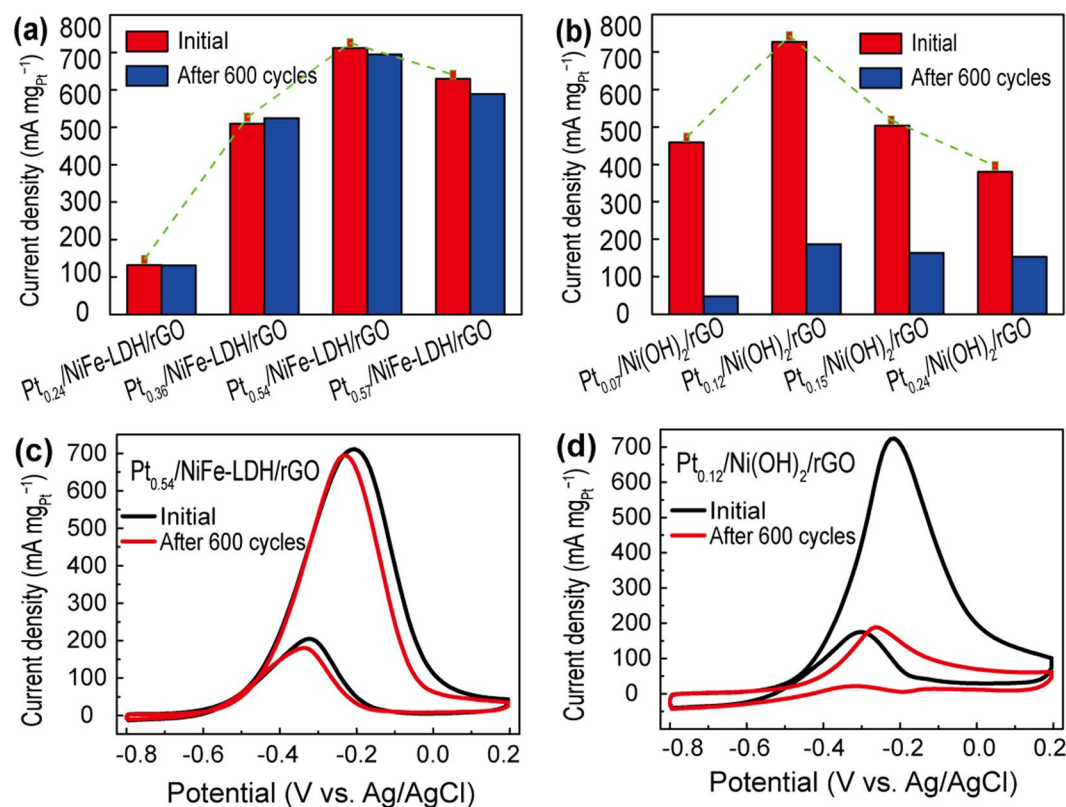 (a)
Initial
After 600 cycles
Current density (mA mg_Pt⁻¹)
800
700
600
500
400
300
200
100
0
Pt₀.₂₄/NiFe-LDH/rGO
Pt₀.₃₆/NiFe-LDH/rGO
Pt₀.₅₄/NiFe-LDH/rGO
Pt₀.₅₇/NiFe-LDH/rGO
(b)
Initial
After 600 cycles
Current density (mA mg_Pt⁻¹)
800
700
600
500
400
300
200
100
0
Pt₀.₀₇/Ni(OH)₂/rGO
Pt₀.₁₂/Ni(OH)₂/rGO
Pt₀.₁₅/Ni(OH)₂/rGO
Pt₀.₂₄/Ni(OH)₂/rGO
(c)
Pt₀.₅₄/NiFe-LDH/rGO
Initial
After 600 cycles
Current density (mA mg_Pt⁻¹)
700
600
500
400
300
200
100
0
-0.8 -0.6 -0.4 -0.2 0.0 0.2
Potential (V vs. Ag/AgCl)
(d)
Pt₀.₁₂/Ni(OH)₂/rGO
Initial
After 600 cycles
Current density (mA mg_Pt⁻¹)
700
600
500
400
300
200
100
0
-0.8 -0.6 -0.4 -0.2 0.0 0.2
Potential (V vs. Ag/AgCl)